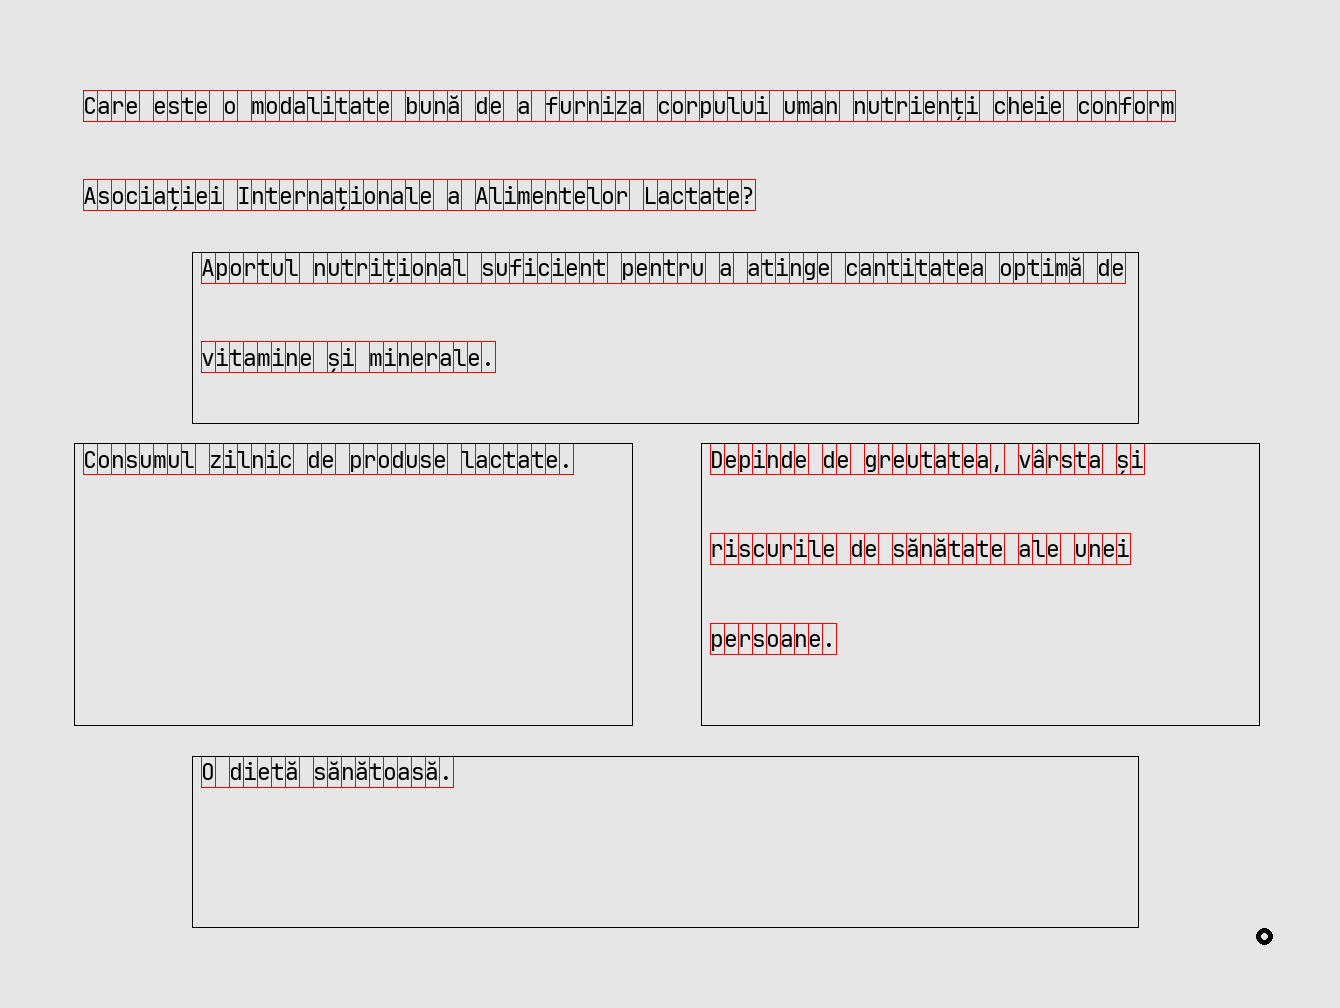 Care este o modalitate bună de a furniza corpului uman nutrienți cheie conform
Asociației Internaționale a Alimentelor Lactate?
Aportul nutrițional suficient pentru a atinge cantitatea optimă de
vitamine și minerale.
Consumul zilnic de produse lactate.
Depinde de greutatea, vârsta și
riscurile de sănătate ale unei
persoane.
O dietă sănătoasă.